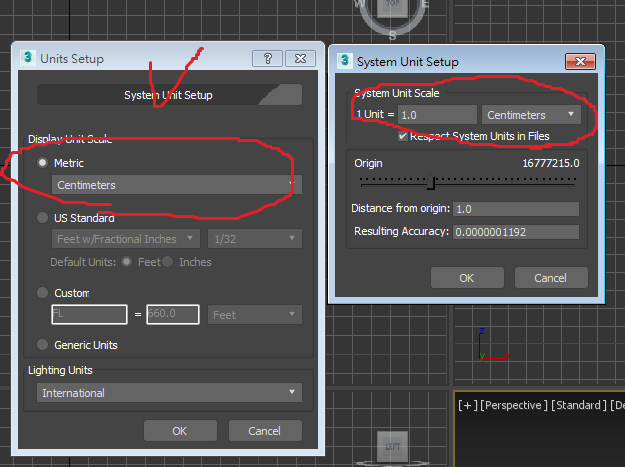 W
TOP
E
S
3
Units Setup
?
System Unit Setup
Display Unit Scale
Metric
Centimeters
US Standard
Feet w/Fractional Inches
1/32
Default Units:
Feet
Inches
Custom
FL
=
660.0
Feet
Generic Units
Lighting Units
International
OK
Cancel
3
System Unit Setup
System Unit Scale
1 Unit =
1.0
Centimeters
Respect System Units in Files
Origin
16777215.0
Distance from origin:
1.0
Resulting Accuracy:
0.0000001192
OK
Cancel
z
y
[+] [Perspective] [Standard] [De
LEFT